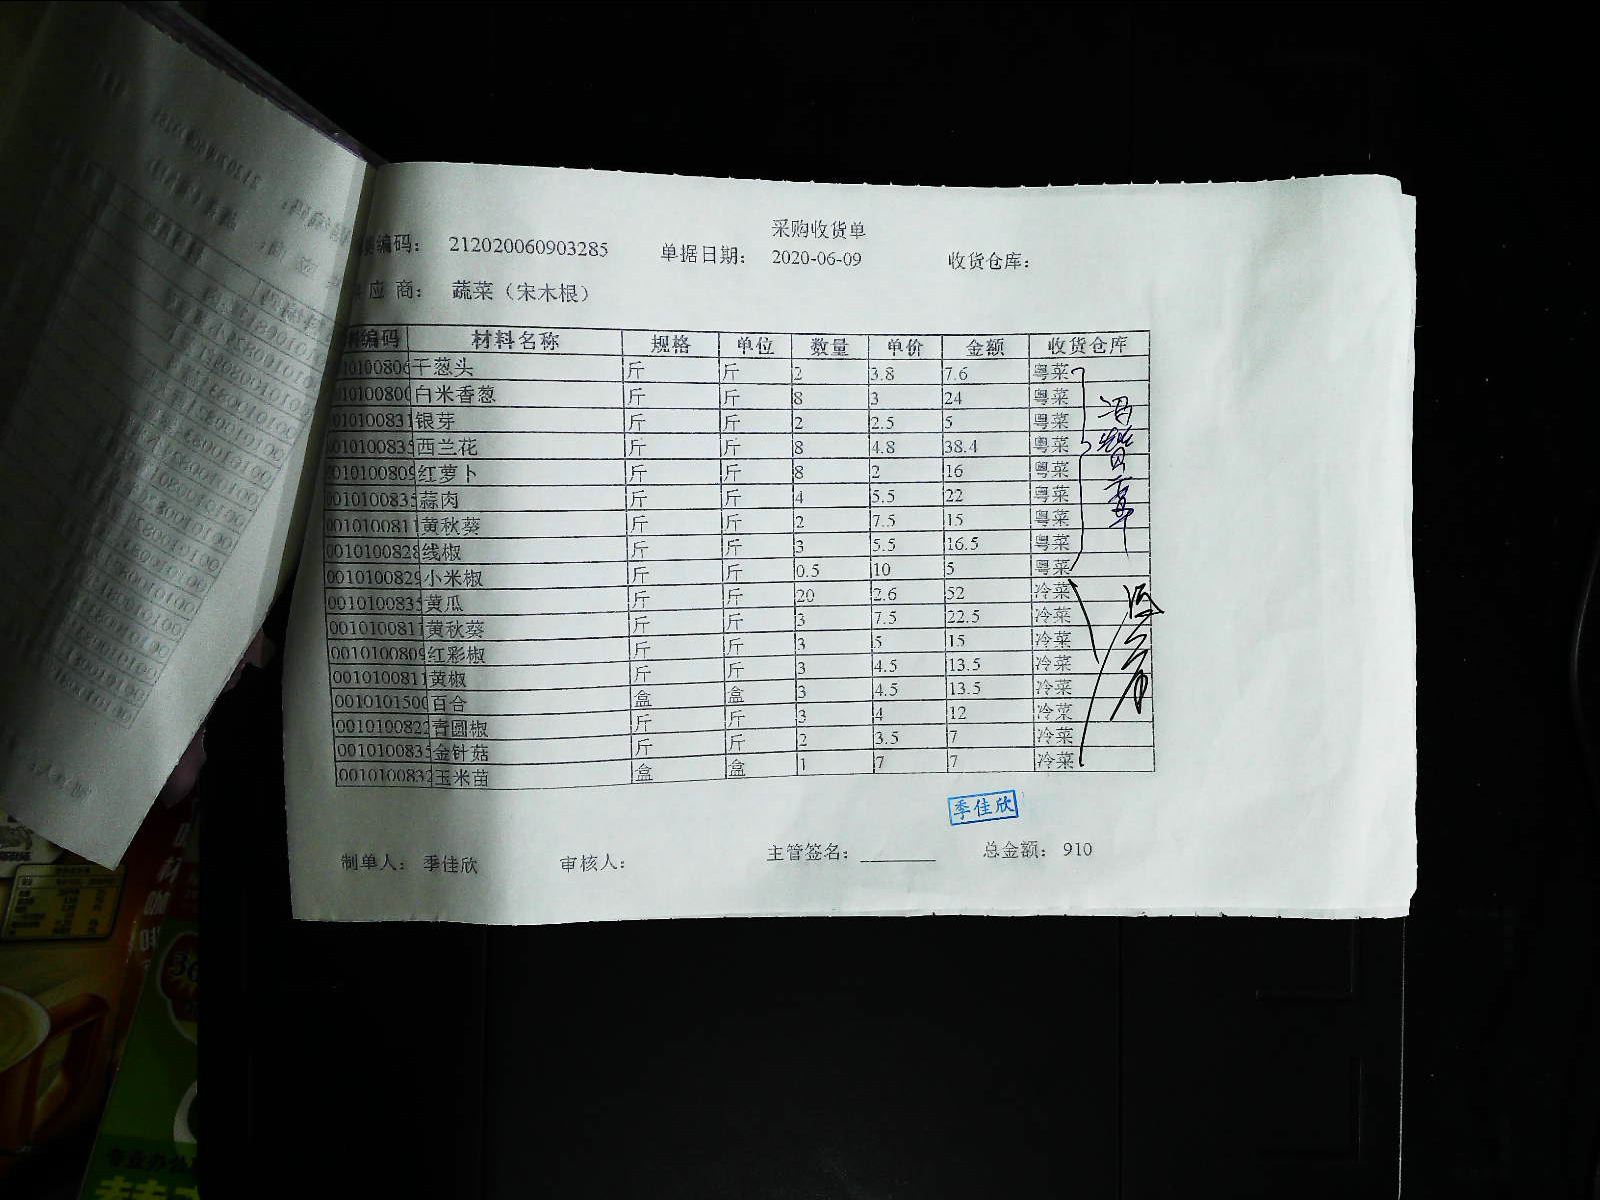 采购收货单
编码： 212020060903285 单据日期： 2020-06-09 收货仓库：
应 商： 蔬菜（宋木根）
编码 材料名称 规格 单位 数量 单价 金额 收货仓库
干葱头 斤 斤 2 3.8 7.6 粤菜
白米香葱 斤 斤 8 3 24 粤菜
银芽 斤 斤 2 2.5 5 粤菜
西兰花 斤 斤 8 4.8 38.4 粤菜
红萝卜 斤 斤 8 2 16 粤菜
蒜肉 斤 斤 4 5.5 22 粤菜
黄秋葵 斤 斤 2 7.5 15 粤菜
0010100828 线椒 斤 斤 3 5.5 16.5 粤菜
0010100829 小米椒 斤 斤 0.5 10 5 粤菜
001010083 黄瓜 斤 斤 20 2.6 52 冷菜
001010081 黄秋葵 斤 斤 3 7.5 22.5 冷菜
001010080 红彩椒 斤 斤 3 5 15 冷菜
001010081 黄椒 斤 斤 3 4.5 13.5 冷菜
001010150 百合 盒 盒 3 4.5 13.5 冷菜
001010082 青圆椒 斤 斤 3 4 12 冷菜
001010083 金针菇 斤 斤 2 3.5 7 冷菜
001010083 玉米苗 盒 盒 1 7 7 冷菜
季佳欣
制单人： 季佳欣 审核人： 主管签名： 总金额： 910